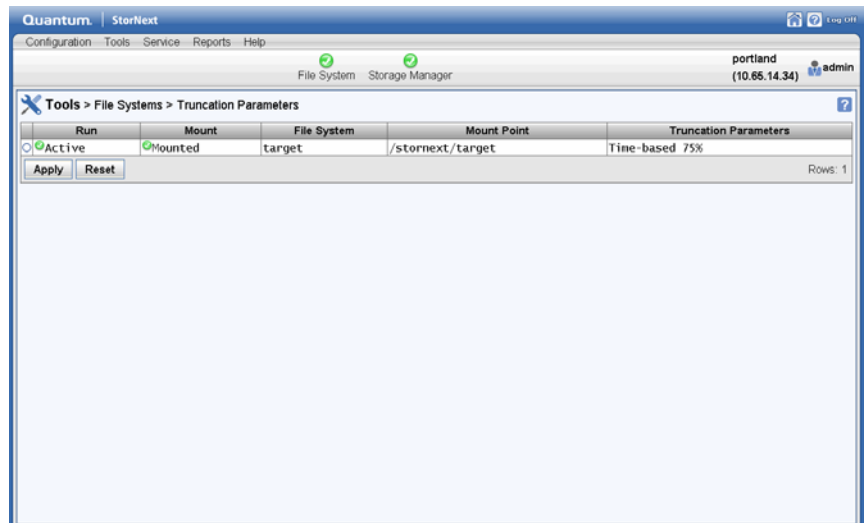 Quantum. StorNext Log Off
Configuration Tools Service Reports Help
File System Storage Manager portland (10.65.14.34) admin
Tools > File Systems > Truncation Parameters ?
Run Mount File System Mount Point Truncation Parameters
Active Mounted target /stornext/target Time-based 75%
Apply Reset Rows: 1